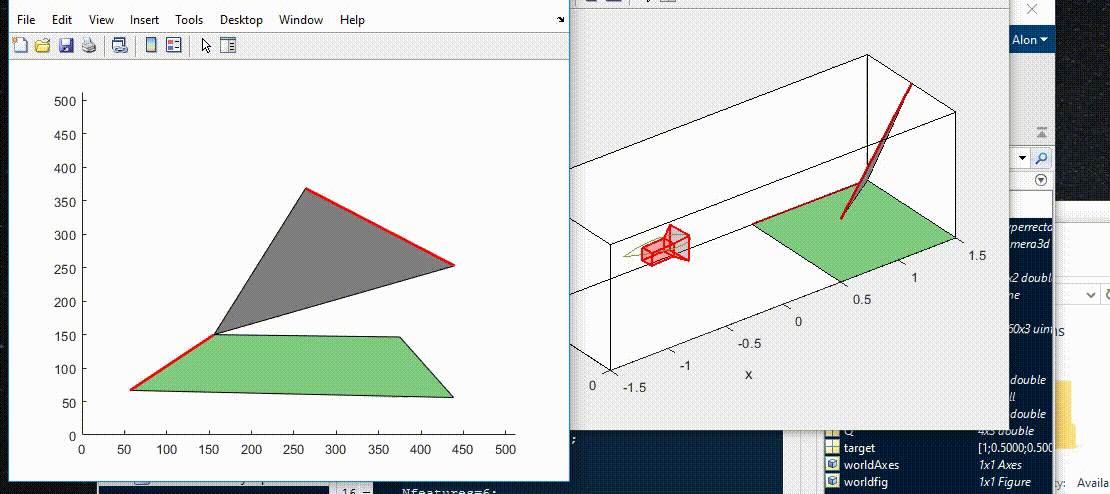 File Edit View Insert Tools Desktop Window Help
Alon
500
450
400
350
300
250
200
150
100
50
0
0 50 100 150 200 250 300 350 400 450 500
1.5
1
0.5
0
-0.5
-1
-1.5
0
x
perrecta
mera3d
x2 doubl
ne
60x3 uin
double
ll
double
Q 4x3 double
target [1;0.5000;0.500
worldAxes 1x1 Axes
worldfig 1x1 Figure
ns
ty: Availa
16 Nfeatures=6;